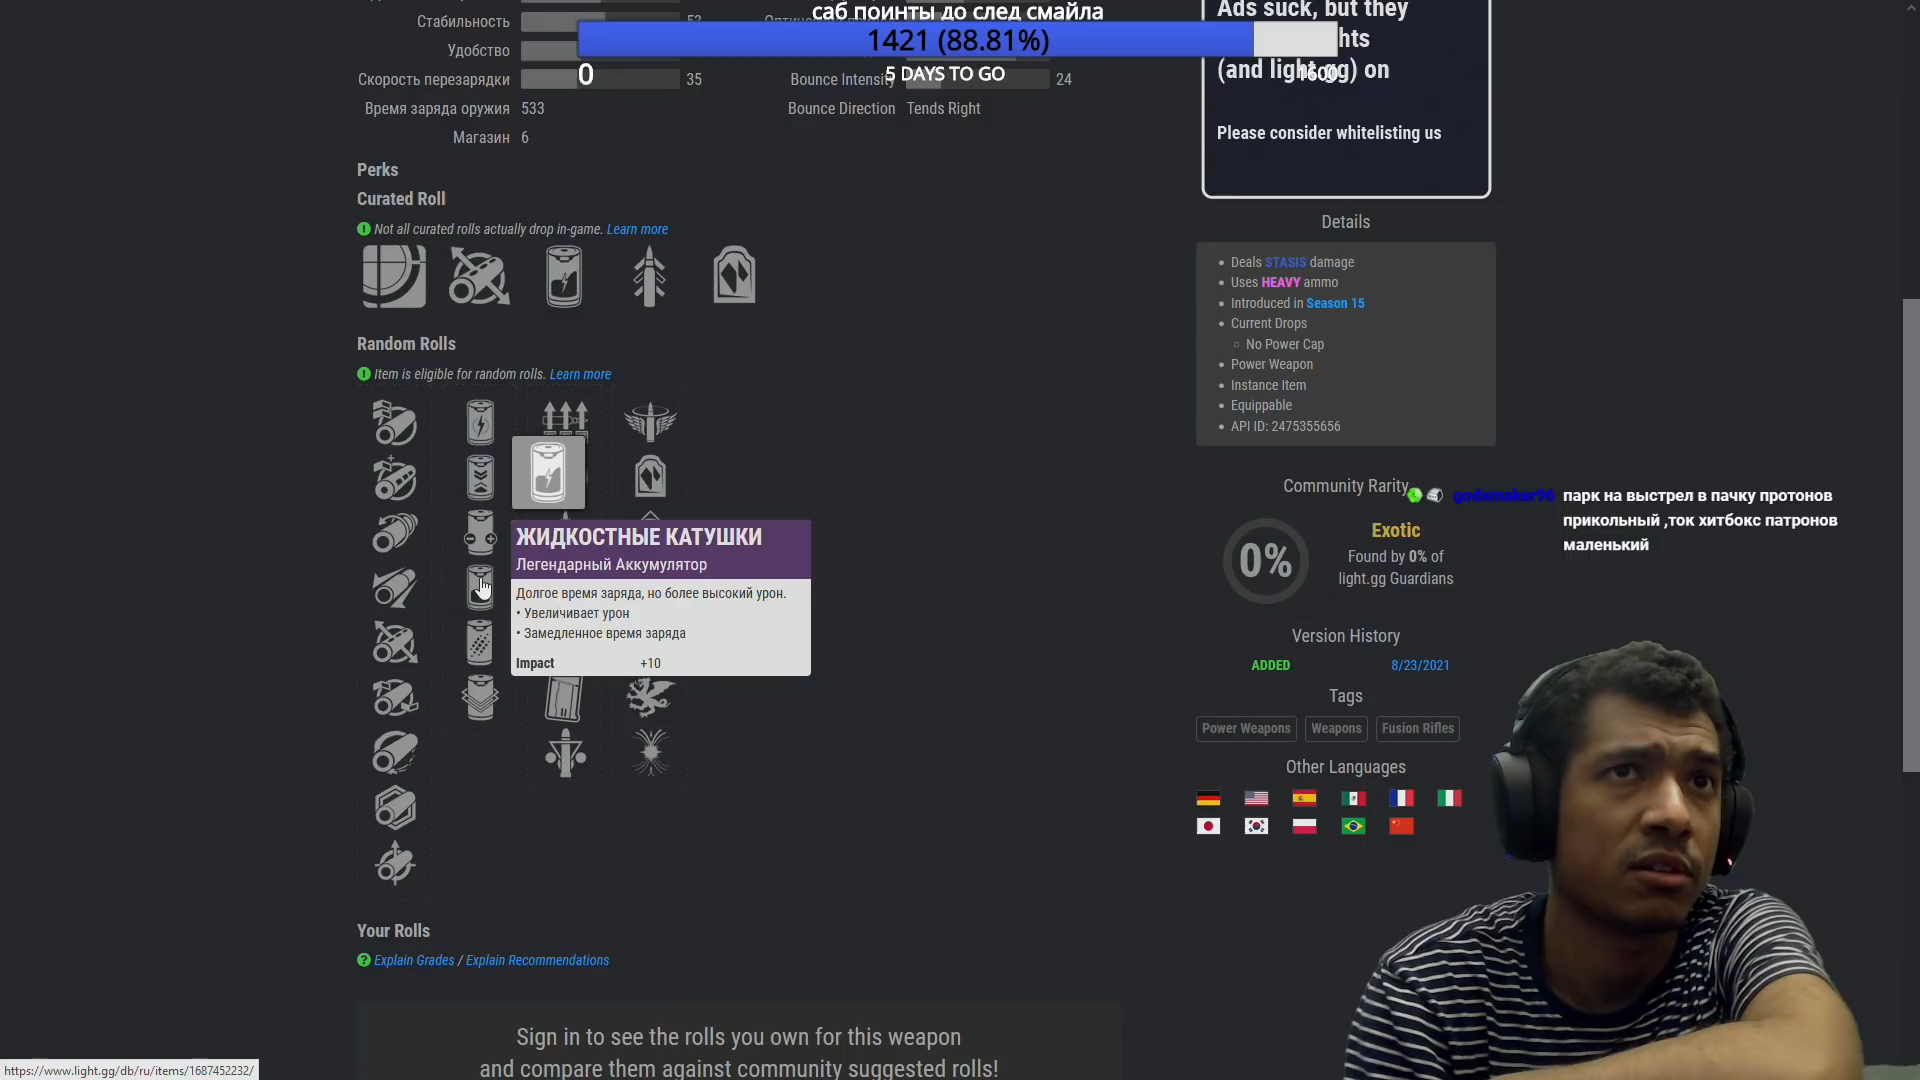 саб поинты до след смайла
1421 (88.81%)
0
5 DAYS TO GO
1600
Стабильность
Удобство
Скорость перезарядки 35
Время заряда оружия 533
Магазин 6
Bounce Intensity 24
Bounce Direction Tends Right
Ads suck, but they
(and light.gg) on
Please consider whitelisting us
Perks
Curated Roll
Not all curated rolls actually drop in-game. Learn more
Random Rolls
Item is eligible for random rolls. Learn more
ЖИДКОСТНЫЕ КАТУШКИ
Легендарный Аккумулятор
Долгое время заряда, но более высокий урон.
• Увеличивает урон
• Замедленное время заряда
Impact +10
Your Rolls
Explain Grades / Explain Recommendations
Sign in to see the rolls you own for this weapon
and compare them against community suggested rolls!
https://www.light.gg/db/ru/items/1687452232/
Details
Deals STASIS damage
Uses HEAVY ammo
Introduced in Season 15
Current Drops
No Power Cap
Power Weapon
Instance Item
Equippable
API ID: 2475355656
Community Rarity
0%
Exotic
Found by 0% of
light.gg Guardians
парк на выстрел в пачку протонов
прикольный ,ток хитбокс патронов
маленький
Version History
ADDED 8/23/2021
Tags
Power Weapons Weapons Fusion Rifles
Other Languages